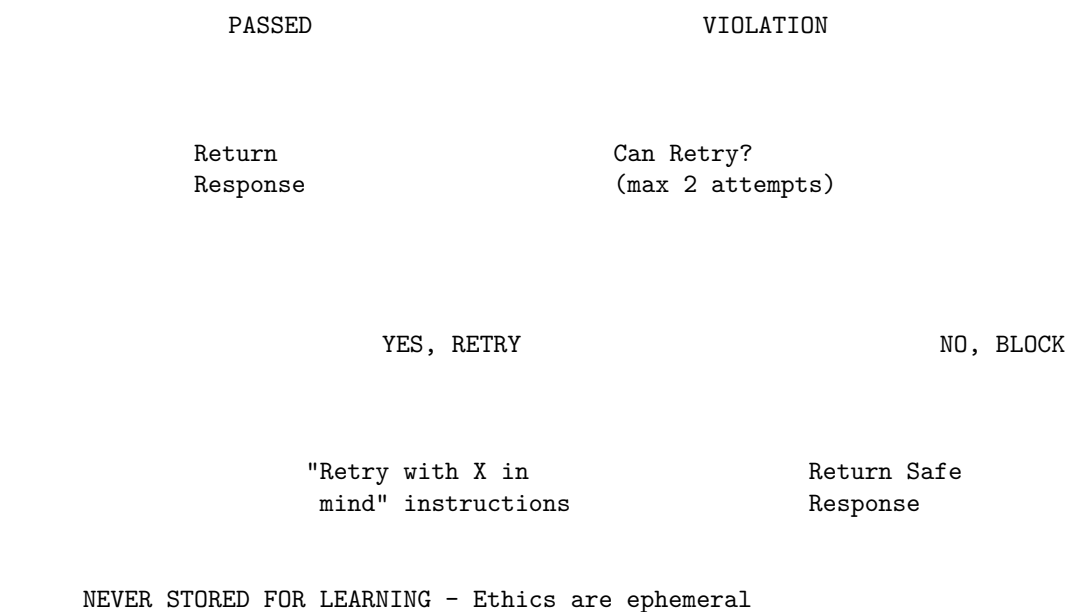 PASSED VIOLATION
Return Can Retry?
Response (max 2 attempts)
YES, RETRY NO, BLOCK
"Retry with X in Return Safe
mind" instructions Response
NEVER STORED FOR LEARNING - Ethics are ephemeral